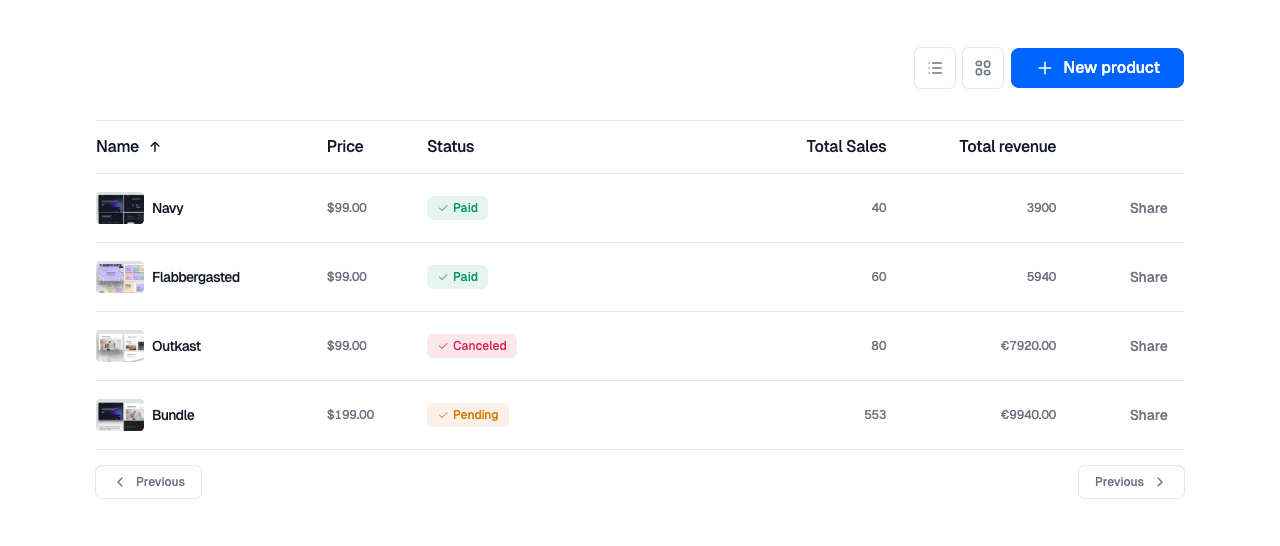 New product
Name Price Status Total Sales Total revenue
Navy $99.00 Paid 40 3900 Share
Flabbergasted $99.00 Paid 60 5940 Share
Outkast $99.00 Canceled 80 €7920.00 Share
Bundle $199.00 Pending 553 €9940.00 Share
Previous Previous